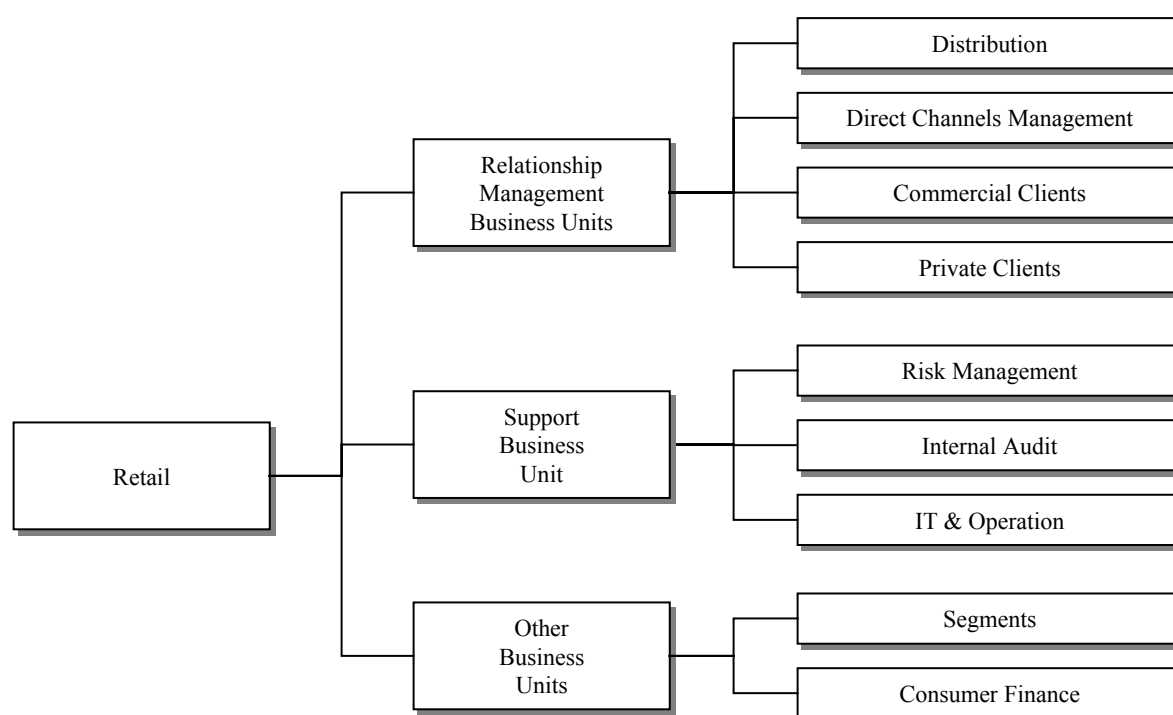 Retail
Relationship
Management
Business Units
Distribution
Direct Channels Management
Commercial Clients
Private Clients
Support
Business
Unit
Risk Management
Internal Audit
IT & Operation
Other
Business
Units
Segments
Consumer Finance